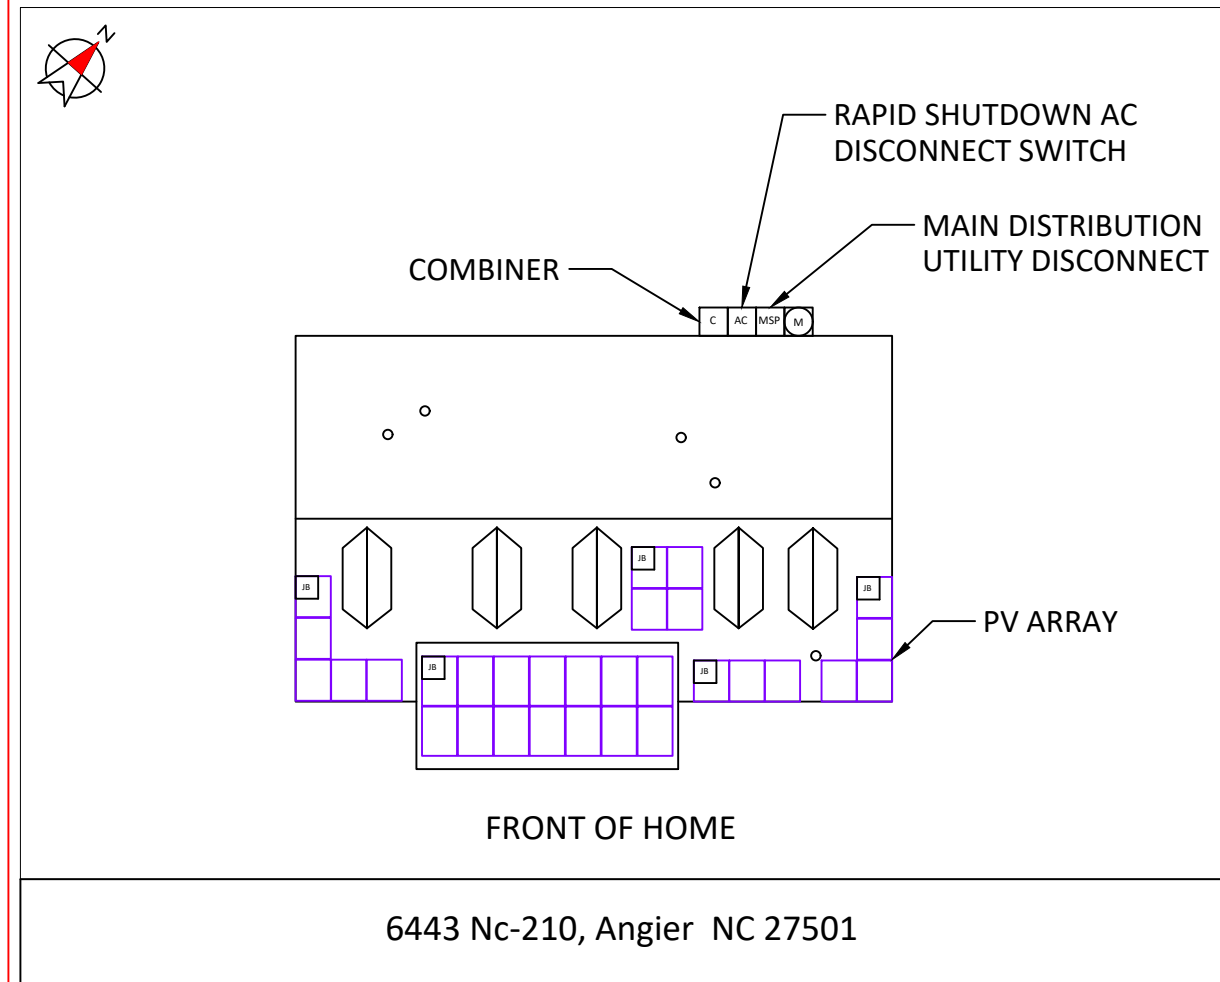 N
RAPID SHUTDOWN AC
DISCONNECT SWITCH
MAIN DISTRIBUTION
UTILITY DISCONNECT
COMBINER
C
AC
MSP
M
JB
JB
JB
PV ARRAY
JB
JB
FRONT OF HOME
6443 Nc-210, Angier  NC 27501